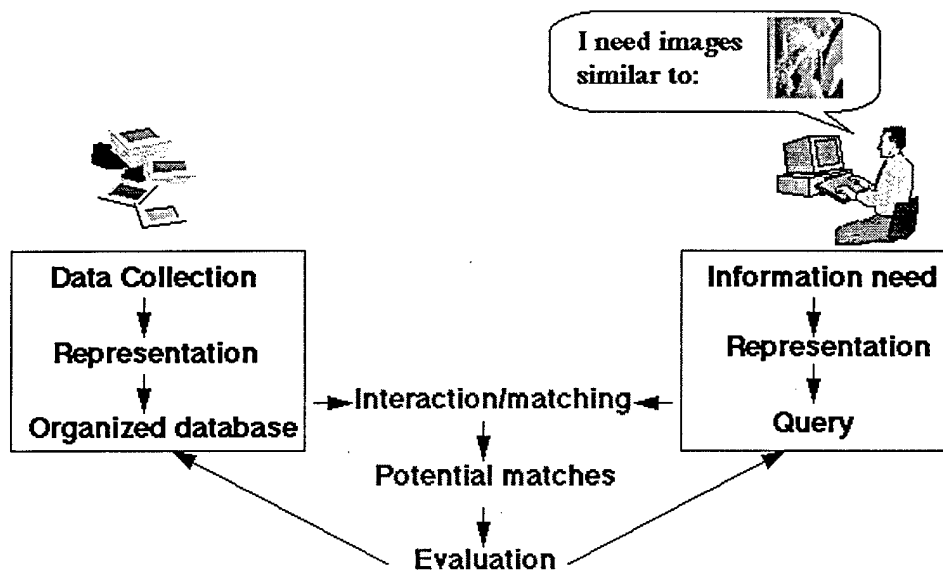 I need images
similar to:
Data Collection
Representation
Organized database
Information need
Representation
Query
Interaction/matching
Potential matches
Evaluation